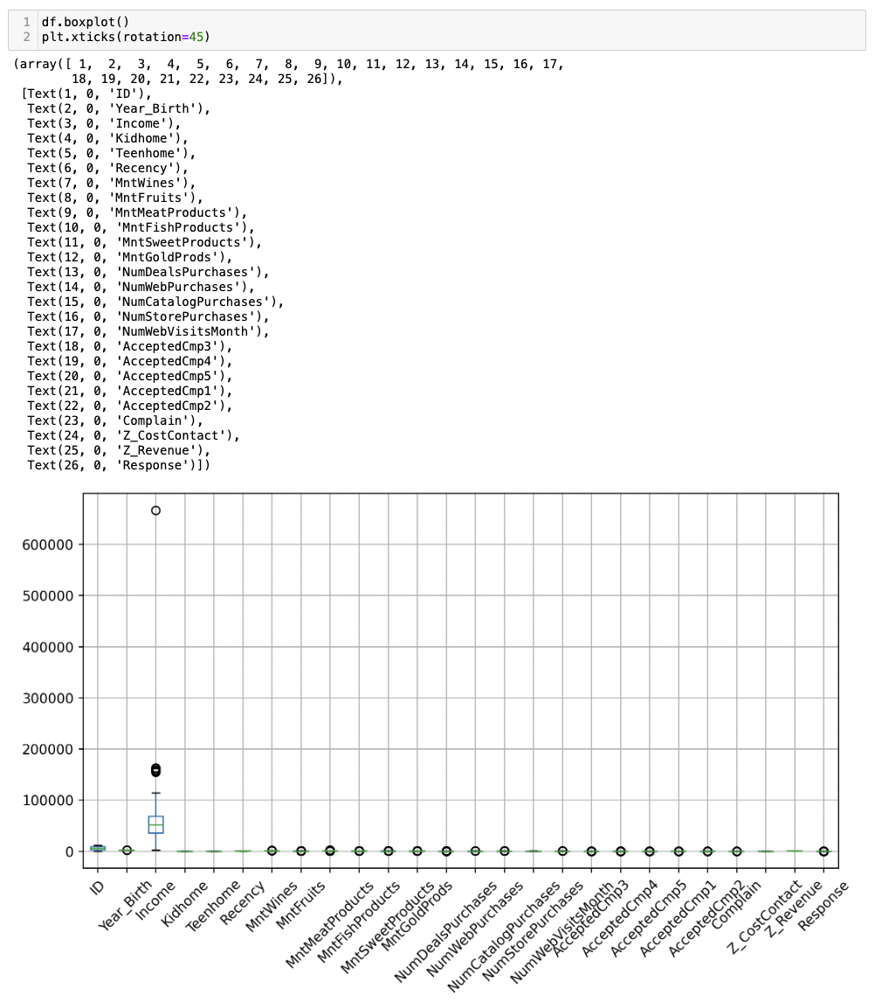 1 df.boxplot()
2 plt.xticks(rotation=45)
(array([ 1,  2,  3,  4,  5,  6,  7,  8,  9, 10, 11, 12, 13, 14, 15, 16, 17,
        18, 19, 20, 21, 22, 23, 24, 25, 26]),
 [Text(1, 0, 'ID'),
  Text(2, 0, 'Year_Birth'),
  Text(3, 0, 'Income'),
  Text(4, 0, 'Kidhome'),
  Text(5, 0, 'Teenhome'),
  Text(6, 0, 'Recency'),
  Text(7, 0, 'MntWines'),
  Text(8, 0, 'MntFruits'),
  Text(9, 0, 'MntMeatProducts'),
  Text(10, 0, 'MntFishProducts'),
  Text(11, 0, 'MntSweetProducts'),
  Text(12, 0, 'MntGoldProds'),
  Text(13, 0, 'NumDealsPurchases'),
  Text(14, 0, 'NumWebPurchases'),
  Text(15, 0, 'NumCatalogPurchases'),
  Text(16, 0, 'NumStorePurchases'),
  Text(17, 0, 'NumWebVisitsMonth'),
  Text(18, 0, 'AcceptedCmp3'),
  Text(19, 0, 'AcceptedCmp4'),
  Text(20, 0, 'AcceptedCmp5'),
  Text(21, 0, 'AcceptedCmp1'),
  Text(22, 0, 'AcceptedCmp2'),
  Text(23, 0, 'Complain'),
  Text(24, 0, 'Z_CostContact'),
  Text(25, 0, 'Z_Revenue'),
  Text(26, 0, 'Response')])
600000
500000
400000
300000
200000
100000
0
ID
Year_Birth
Income
Kidhome
Teenhome
Recency
MntWines
MntFruits
MntMeatProducts
MntFishProducts
MntSweetProducts
MntGoldProds
NumDealsPurchases
NumWebPurchases
NumCatalogPurchases
NumStorePurchases
NumWebVisitsMonth
AcceptedCmp3
AcceptedCmp4
AcceptedCmp5
AcceptedCmp1
AcceptedCmp2
Complain
Z_CostContact
Z_Revenue
Response